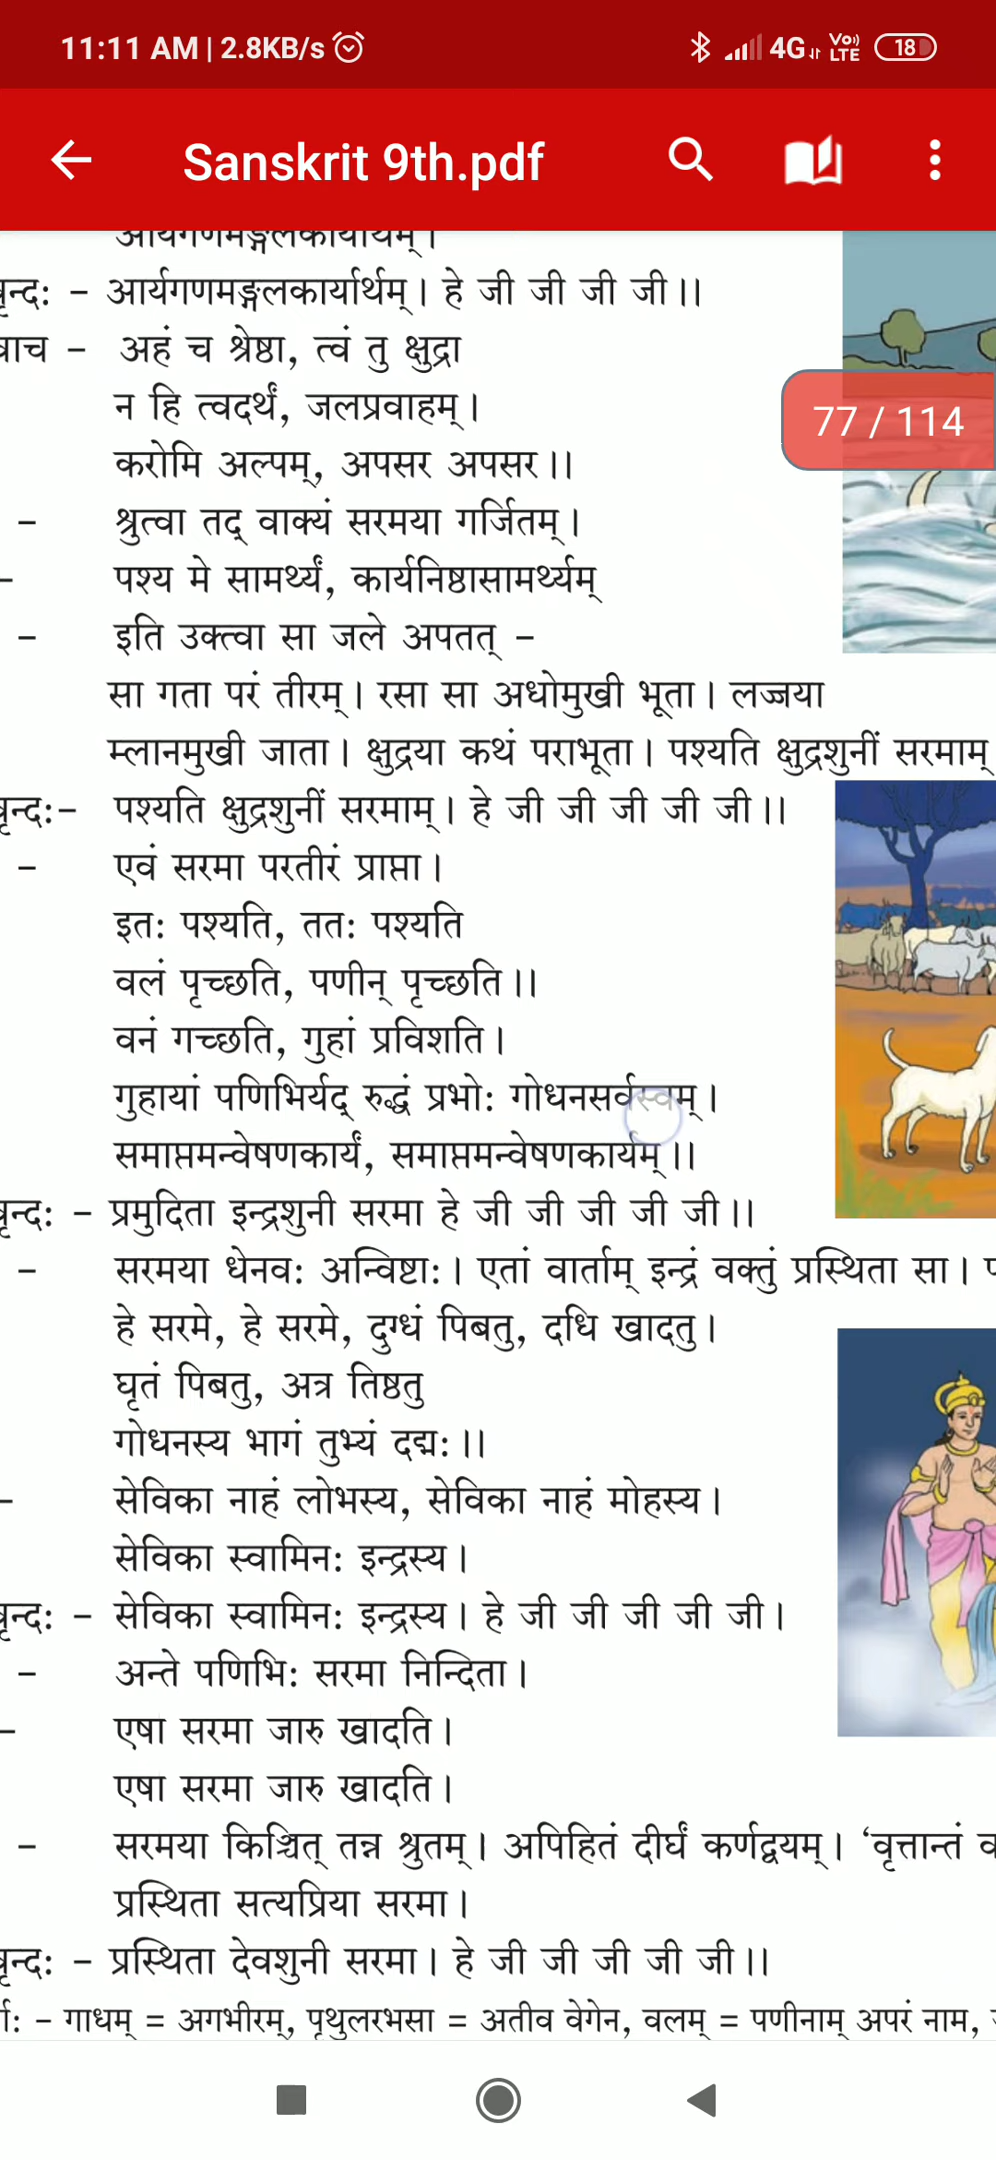 11:11 AM | 2.8KB/s 4G Vo)) LTE 18
Sanskrit 9th.pdf
आर्यगणमङ्गलकार्यार्थम्।
वृन्दः - आर्यगणमङ्गलकार्यार्थम्। हे जी जी जी जी।।
वाच - अहं च श्रेष्ठा, त्वं तु क्षुद्रा
न हि त्वदर्थं, जलप्रवाहम्।
77 / 114
करोमि अल्पम्, अपसर अपसर।।
- श्रुत्वा तद् वाक्यं सरमया गर्जितम्।
- पश्य मे सामर्थ्यं, कार्यनिष्ठासामर्थ्यम्
- इति उक्त्वा सा जले अपतत् -
सा गता परं तीरम्। रसा सा अधोमुखी भूता। लज्जया
म्लानमुखी जाता। क्षुद्रया कथं पराभूता। पश्यति क्षुद्रशुनीं सरमाम्
वृन्दः- पश्यति क्षुद्रशुनीं सरमाम्। हे जी जी जी जी जी।।
- एवं सरमा परतीरं प्राप्ता।
इतः पश्यति, ततः पश्यति
वलं पृच्छति, पणीन् पृच्छति।।
वनं गच्छति, गुहां प्रविशति।
गुहायां पणिभिर्यद् रुद्धं प्रभोः गोधनसर्वस्वम्।
समाप्तमन्वेषणकार्यं, समाप्तमन्वेषणकार्यम्।।
वृन्दः - प्रमुदिता इन्द्रशुनी सरमा हे जी जी जी जी जी।।
- सरमया धेनवः अन्विष्टाः। एतां वार्ताम् इन्द्रं वक्तुं प्रस्थिता सा।
हे सरमे, हे सरमे, दुग्धं पिबतु, दधि खादतु।
घृतं पिबतु, अत्र तिष्ठतु
गोधनस्य भागं तुभ्यं दद्मः।।
- सेविका नाहं लोभस्य, सेविका नाहं मोहस्य।
सेविका स्वामिनः इन्द्रस्य।
वृन्दः - सेविका स्वामिनः इन्द्रस्य। हे जी जी जी जी जी।
- अन्ते पणिभिः सरमा निन्दिता।
- एषा सरमा जारु खादति।
एषा सरमा जारु खादति।
- सरमया किञ्चित् तन्न श्रुतम्। अपिहितं दीर्घं कर्णद्वयम्। ‘वृत्तान्तं
प्रस्थिता सत्यप्रिया सरमा।
वृन्दः - प्रस्थिता देवशुनी सरमा। हे जी जी जी जी जी।।
- गाधम् = अगभीरम्, पृथुलरभसा = अतीव वेगेन, वलम् = पणीनाम् अपरं नाम,